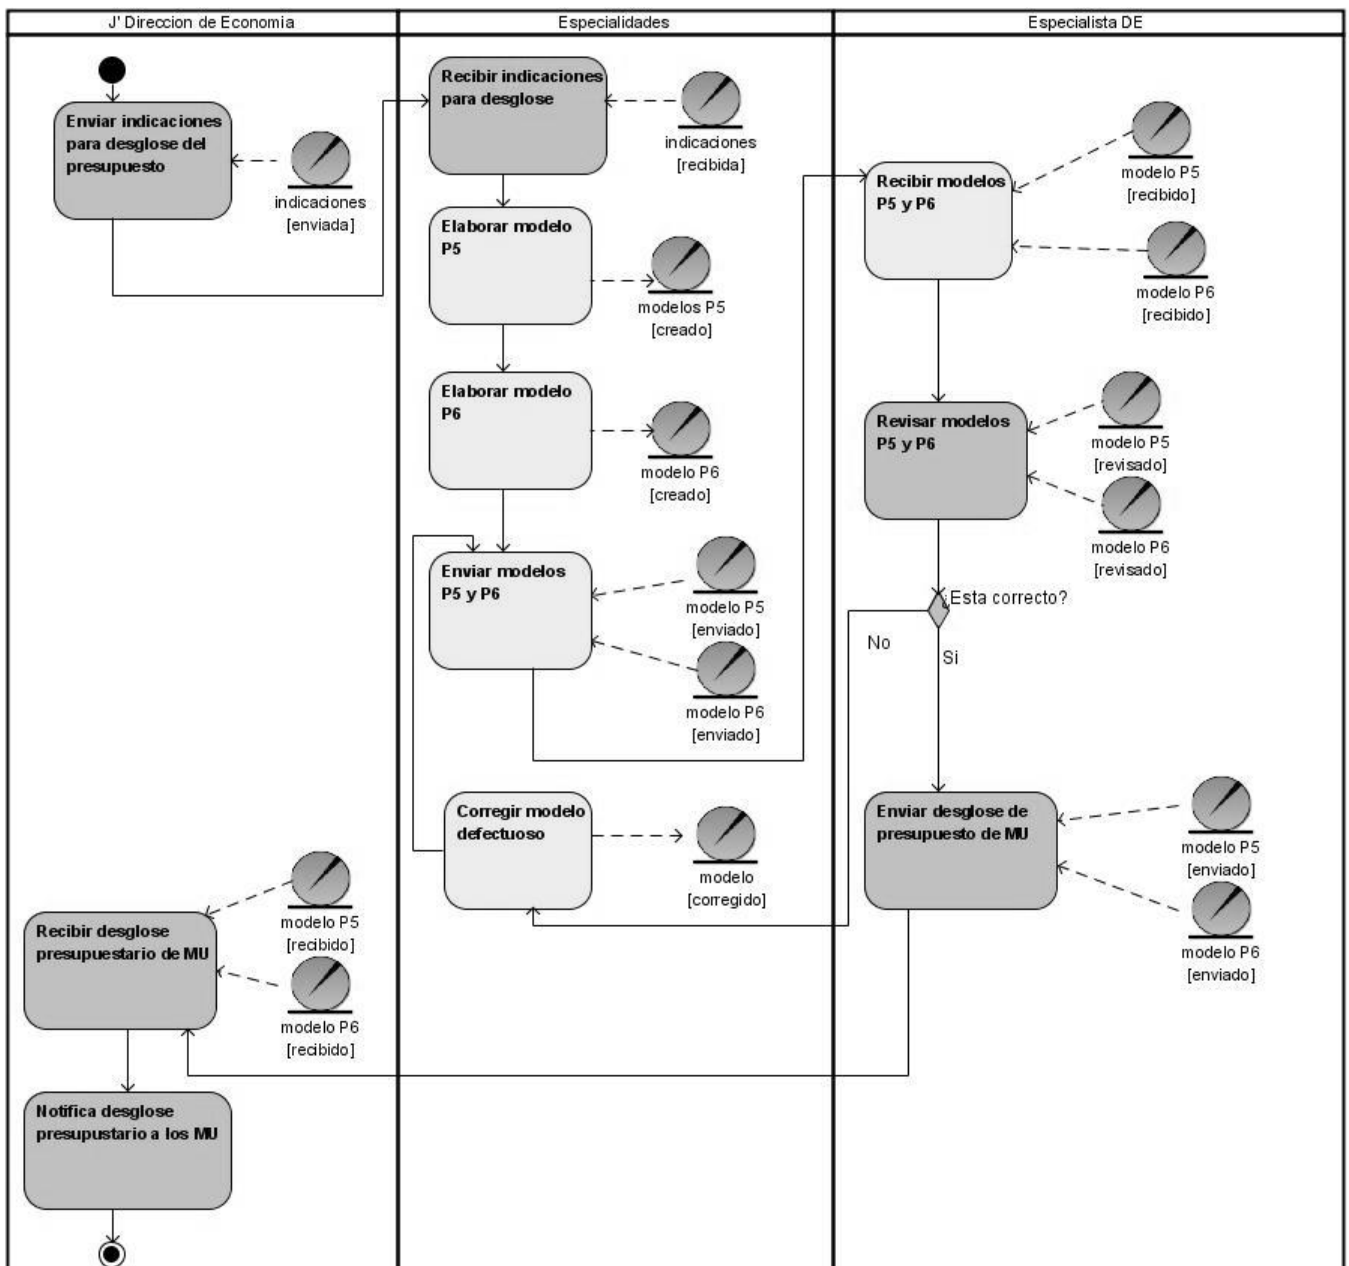 J' Direccion de Economia
Especialidades
Especialista DE
Enviar indicaciones
para desglose del
presupuesto
indicaciones
[enviada]
Recibir indicaciones
para desglose
indicaciones
[recibida]
Elaborar modelo
P5
modelos P5
[creado]
Elaborar modelo
P6
modelo P6
[creado]
Enviar modelos
P5 y P6
modelo P5
[enviado]
modelo P6
[enviado]
Corregir modelo
defectuoso
modelo
[corregido]
Recibir modelos
P5 y P6
modelo P5
[recibido]
modelo P6
[recibido]
Revisar modelos
P5 y P6
modelo P5
[revisado]
modelo P6
[revisado]
¿Esta correcto?
No
Si
Enviar desglose de
presupuesto de MU
modelo P5
[enviado]
modelo P6
[enviado]
Recibir desglose
presupuestario de MU
modelo P5
[recibido]
modelo P6
[recibido]
Notifica desglose
presupustario a los MU